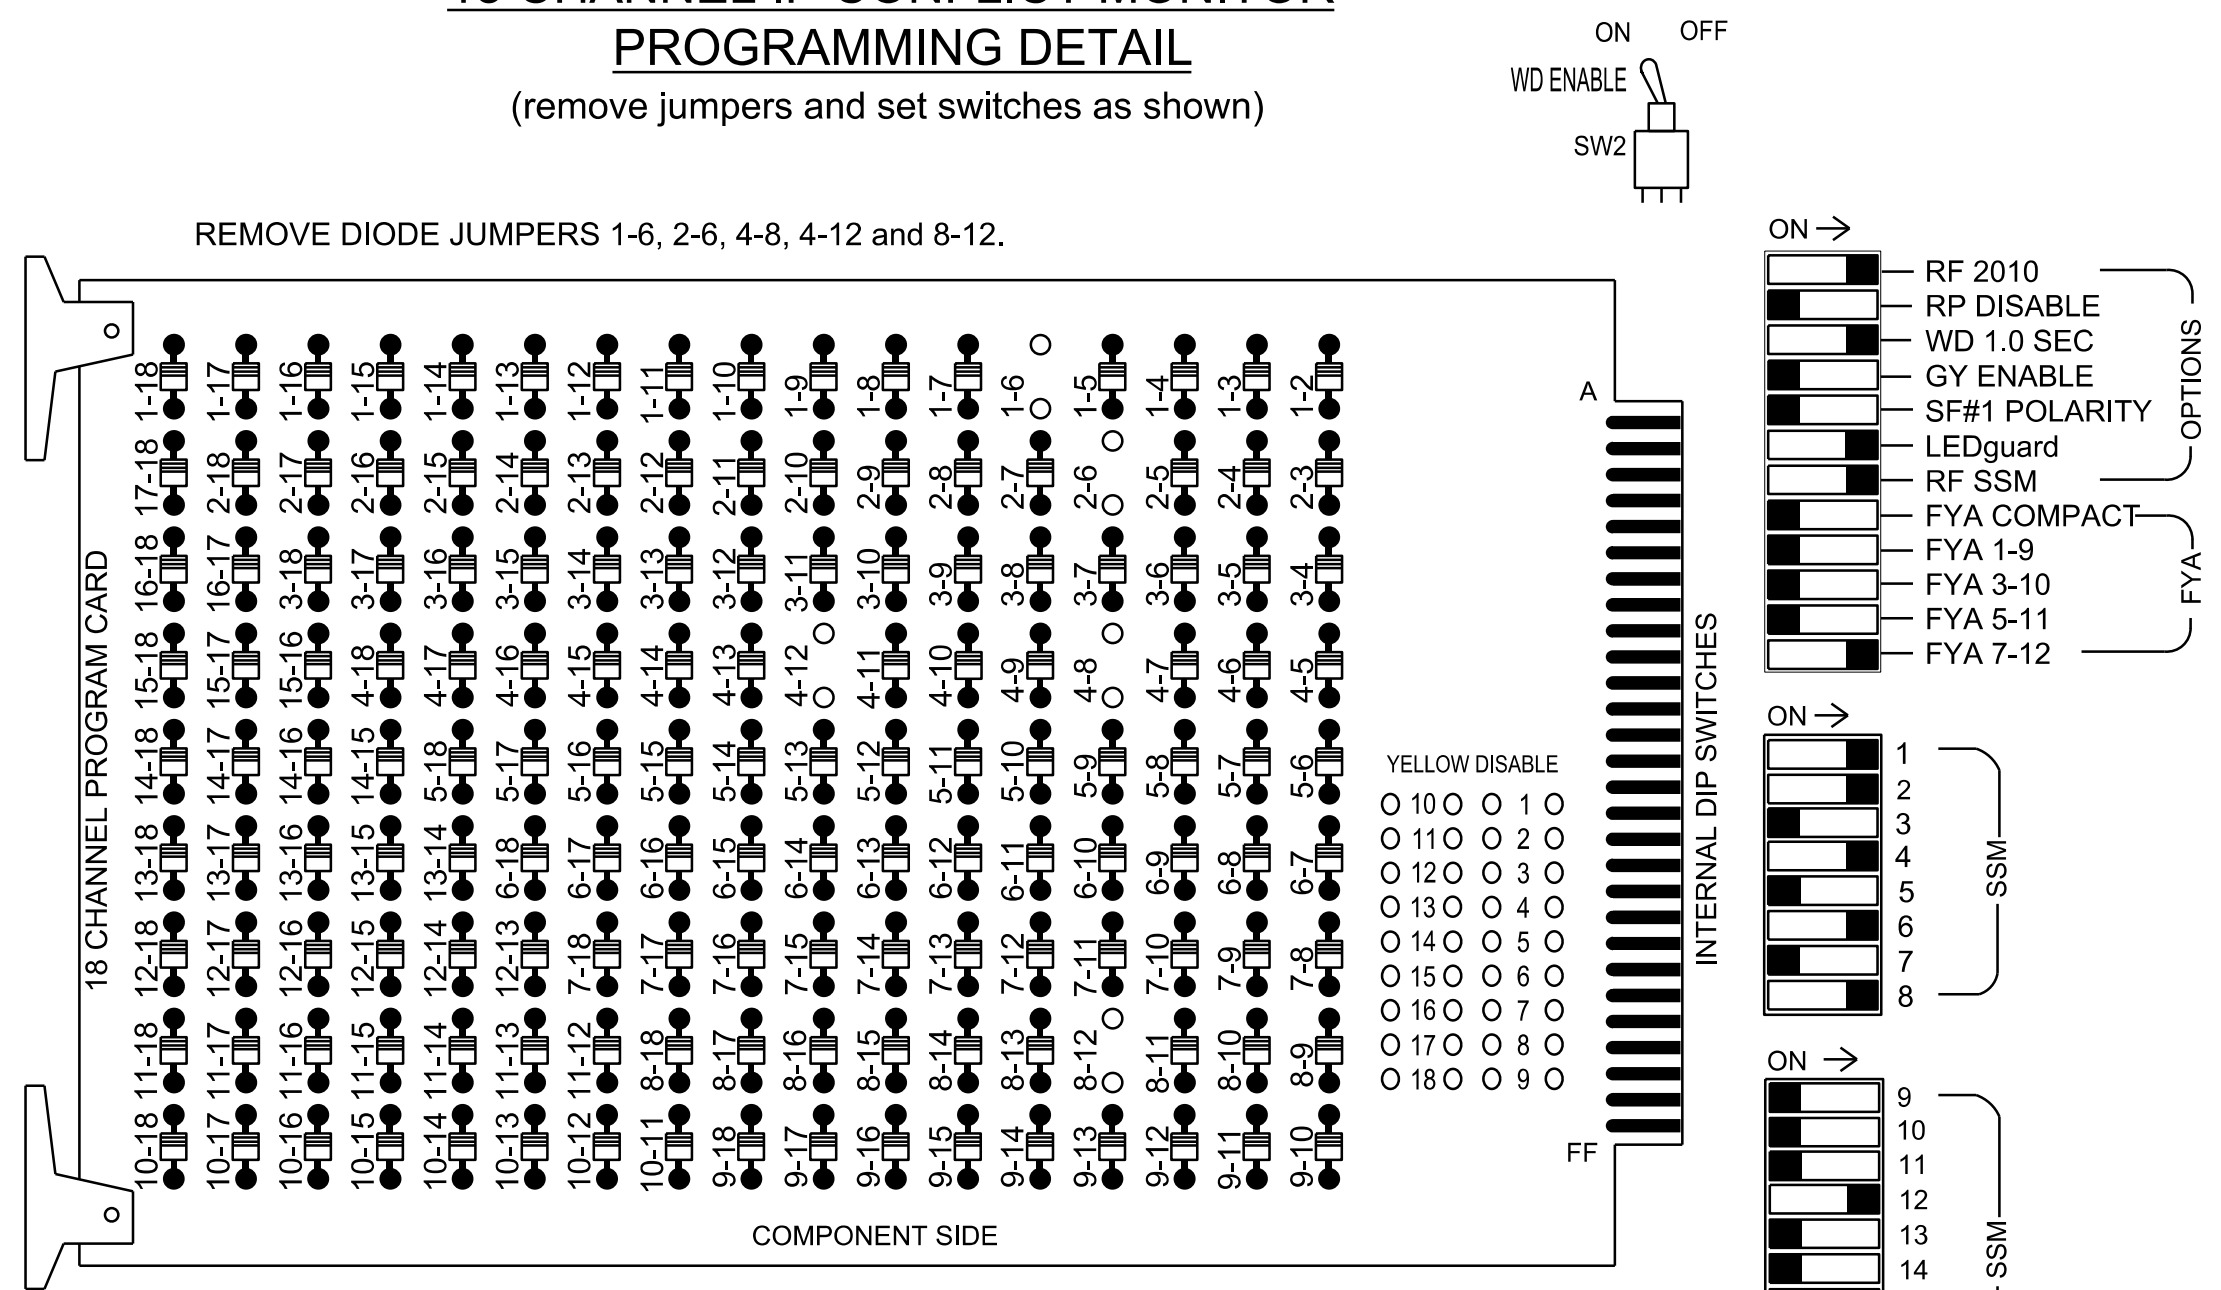 PROGRAMMING DETAIL
(remove jumpers and set switches as shown)
ON OFF
WD ENABLE
SW2
REMOVE DIODE JUMPERS 1-6, 2-6, 4-8, 4-12 and 8-12.
18 CHANNEL PROGRAM CARD
1-18 1-17 1-16 1-15 1-14 1-13 1-12 1-11 1-10 1-9 1-8 1-7 1-6 1-5 1-4 1-3 1-2
17-18 2-18 2-17 2-16 2-15 2-14 2-13 2-12 2-11 2-10 2-9 2-8 2-7 2-6 2-5 2-4 2-3
16-18 16-17 3-18 3-17 3-16 3-15 3-14 3-13 3-12 3-11 3-10 3-9 3-8 3-7 3-6 3-5 3-4
15-18 15-17 15-16 4-18 4-17 4-16 4-15 4-14 4-13 4-12 4-11 4-10 4-9 4-8 4-7 4-6 4-5
14-18 14-17 14-16 14-15 5-18 5-17 5-16 5-15 5-14 5-13 5-12 5-11 5-10 5-9 5-8 5-7 5-6
13-18 13-17 13-16 13-15 13-14 6-18 6-17 6-16 6-15 6-14 6-13 6-12 6-11 6-10 6-9 6-8 6-7
12-18 12-17 12-16 12-15 12-14 12-13 7-18 7-17 7-16 7-15 7-14 7-13 7-12 7-11 7-10 7-9 7-8
11-18 11-17 11-16 11-15 11-14 11-13 11-12 8-18 8-17 8-16 8-15 8-14 8-13 8-12 8-11 8-10 8-9
10-18 10-17 10-16 10-15 10-14 10-13 10-12 10-11 9-18 9-17 9-16 9-15 9-14 9-13 9-12 9-11 9-10
COMPONENT SIDE
YELLOW DISABLE
10 1
11 2
12 3
13 4
14 5
15 6
16 7
17 8
18 9
A
FF
INTERNAL DIP SWITCHES
ON
RF 2010
RP DISABLE
WD 1.0 SEC
GY ENABLE
SF#1 POLARITY
LEDguard
RF SSM
OPTIONS
FYA COMPACT
FYA 1-9
FYA 3-10
FYA 5-11
FYA 7-12
FYA
ON
1
2
3
4
5
6
7
8
SSM
ON
9
10
11
12
13
14
SSM